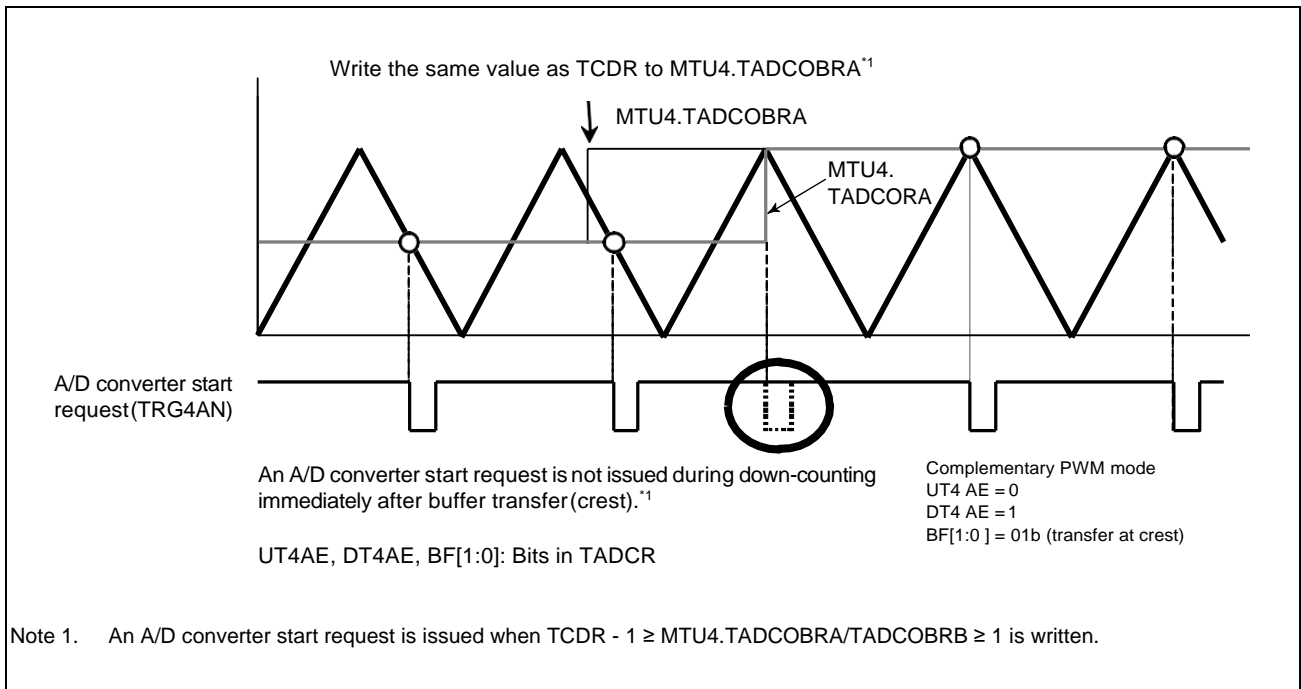 Write the same value as TCDR to MTU4.TADCOBRA*1
MTU4.TADCOBRA
MTU4.
TADCORA
A/D converter start
request (TRG4AN)
An A/D converter start request is not issued during down-counting
immediately after buffer transfer (crest).*1
UT4AE, DT4AE, BF[1:0]: Bits in TADCR
Complementary PWM mode
UT4 AE = 0
DT4 AE = 1
BF[1:0 ] = 01b (transfer at crest)
Note 1. An A/D converter start request is issued when TCDR - 1 ≥ MTU4.TADCOBRA/TADCOBRB ≥ 1 is written.